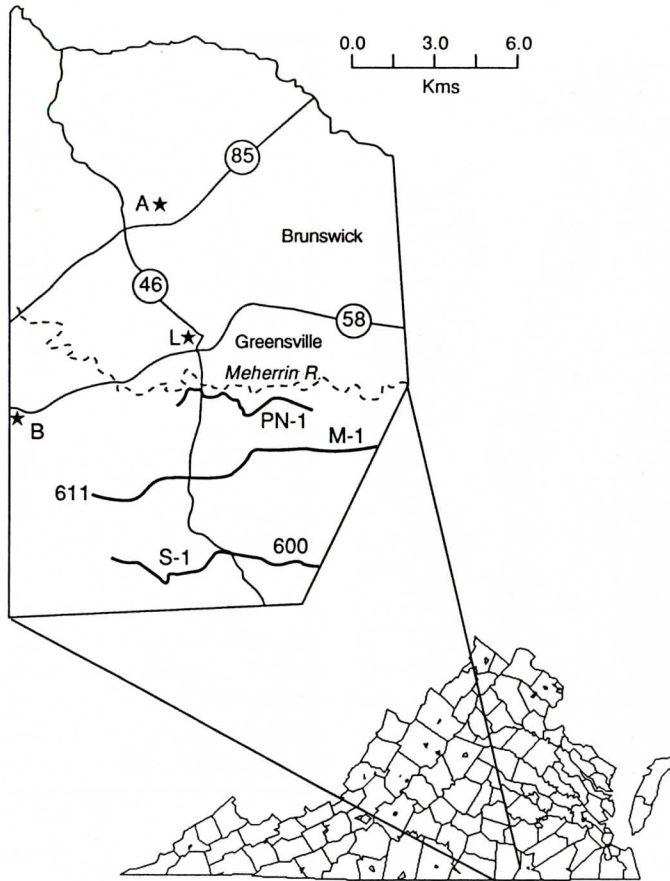 0.0 3.0 6.0
Kms
85
A
Brunswick
46
58
L
Greensville
Meherrin R.
B
PN-1
M-1
611
S-1
600